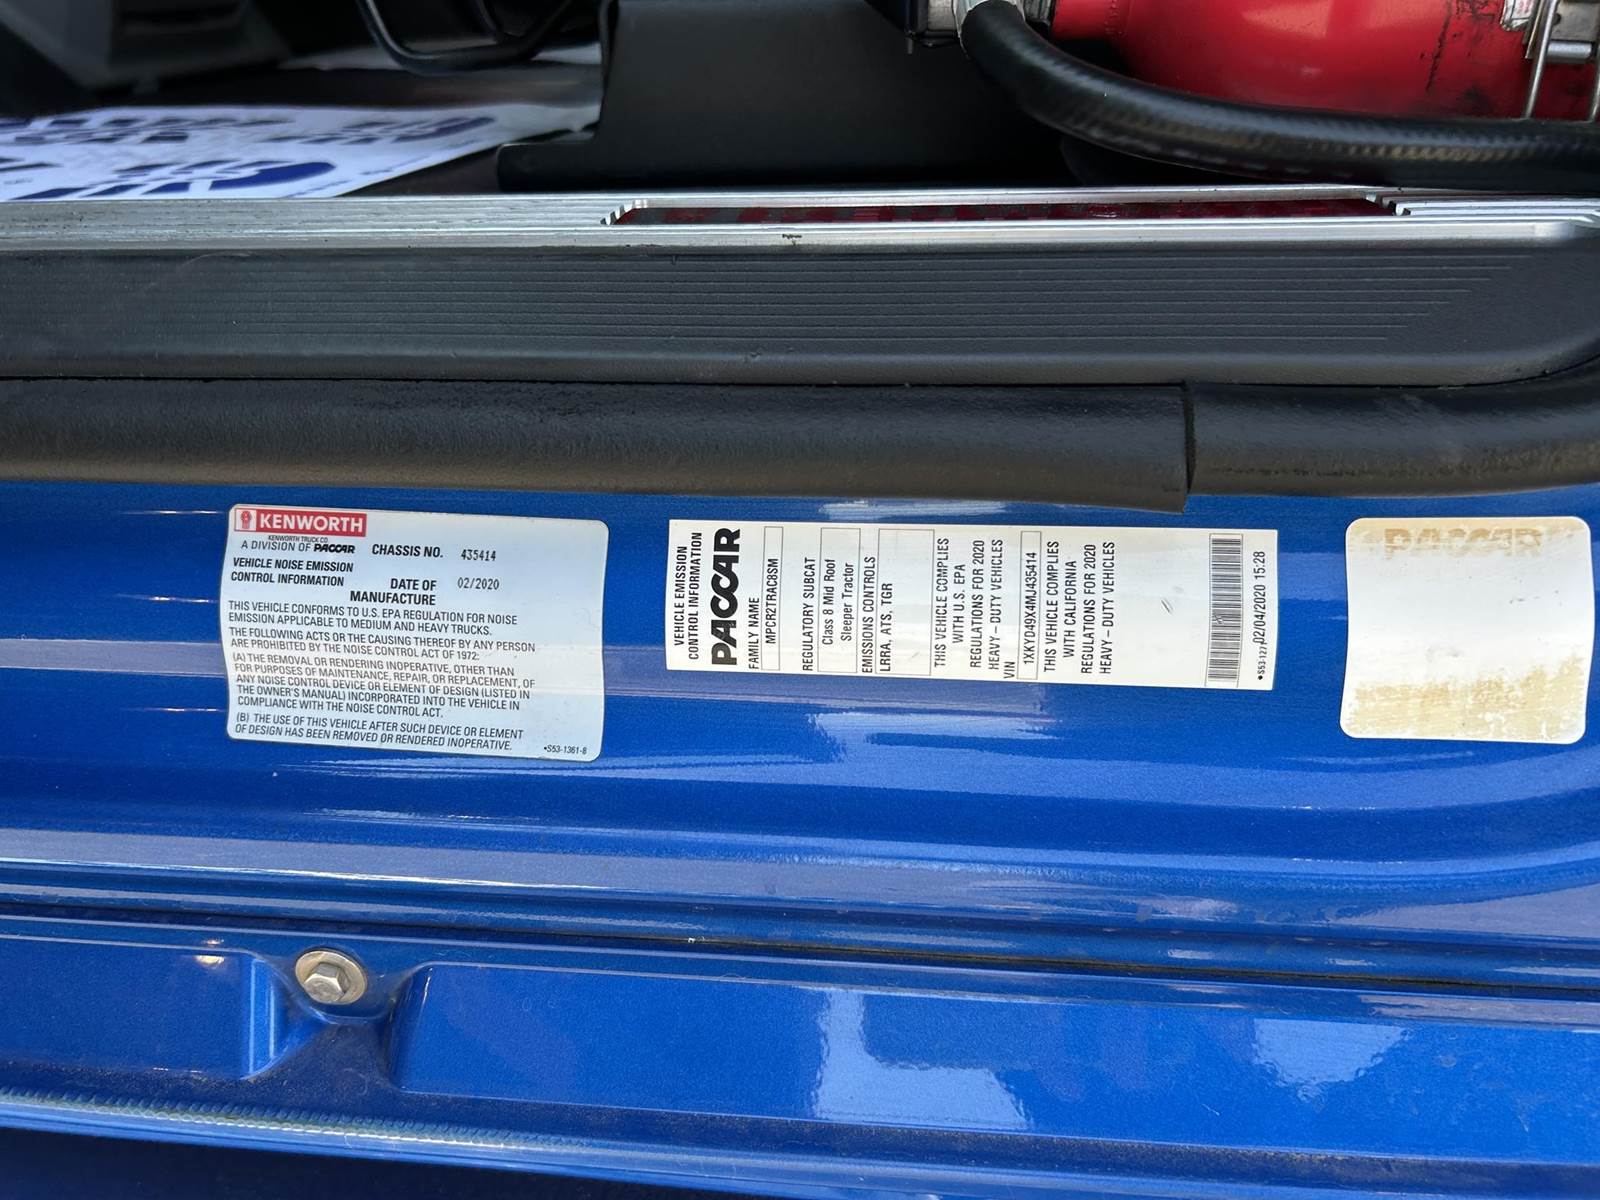 KENWORTH
KENWORTH TRUCK CO.
A DIVISION OF PACCAR
CHASSIS NO. 435414
VEHICLE NOISE EMISSION
CONTROL INFORMATION
DATE OF
MANUFACTURE
02/2020
THIS VEHICLE CONFORMS TO U.S. EPA REGULATION FOR NOISE
EMISSION APPLICABLE TO MEDIUM AND HEAVY TRUCKS.
THE FOLLOWING ACTS OR THE CAUSING THEREOF BY ANY PERSON
ARE PROHIBITED BY THE NOISE CONTROL ACT OF 1972:
(A) THE REMOVAL OR RENDERING INOPERATIVE, OTHER THAN
FOR PURPOSES OF MAINTENANCE, REPAIR, OR REPLACEMENT, OF
ANY NOISE CONTROL DEVICE OR ELEMENT OF DESIGN (LISTED IN
THE OWNER'S MANUAL) INCORPORATED INTO THE VEHICLE IN
COMPLIANCE WITH THE NOISE CONTROL ACT.
(B) THE USE OF THIS VEHICLE AFTER SUCH DEVICE OR ELEMENT
OF DESIGN HAS BEEN REMOVED OR RENDERED INOPERATIVE.
•S53-1361-8
VEHICLE EMISSION
CONTROL INFORMATION
PACCAR
FAMILY NAME
MPCR2TRAC8SM
REGULATORY SUBCAT
Class 8 Mid Roof
Sleeper Tractor
EMISSIONS CONTROLS
LRRA, ATS, TGR
THIS VEHICLE COMPLIES
WITH U.S. EPA
REGULATIONS FOR 2020
HEAVY-DUTY VEHICLES
VIN
1XKYD49X4MJ435414
THIS VEHICLE COMPLIES
WITH CALIFORNIA
REGULATIONS FOR 2020
HEAVY-DUTY VEHICLES
02/04/2020 15:28
PACCAR